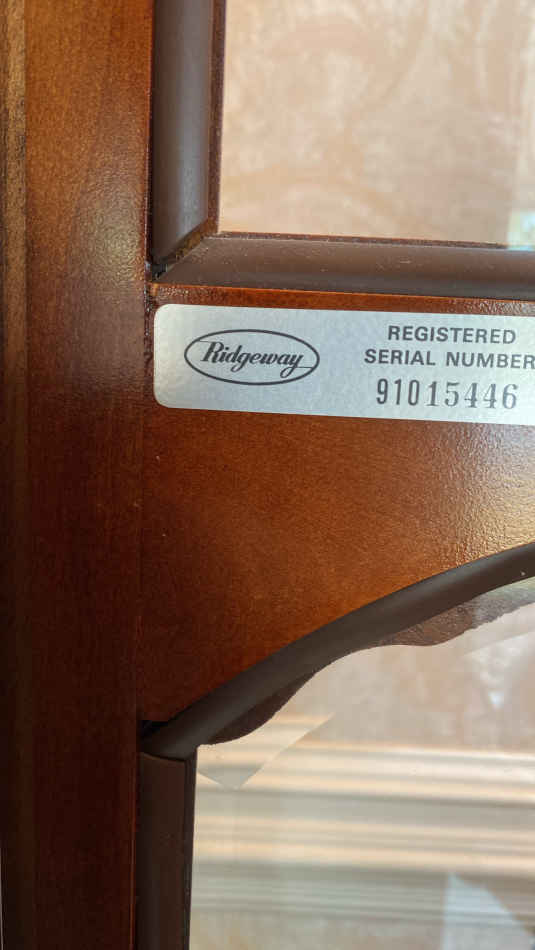 Ridgeway
REGISTERED
SERIAL NUMBER
91015446